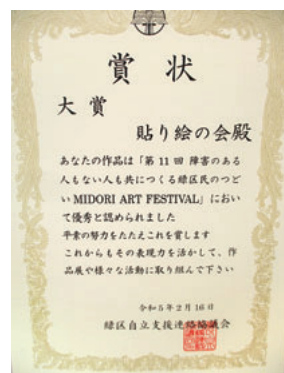 賞状
大賞
貼り絵の会殿
あなたの作品は「第11回 障害のある
人もない人も共につくる緑区民のつど
い MIDORI ART FESTIVAL」におい
て優秀と認められました
平素の努力をたたえこれを賞します
これからもその表現力を活かして、作
品展や様々な活動に取り組んで下さい
令和5年2月16日
緑区自立支援連絡協議会